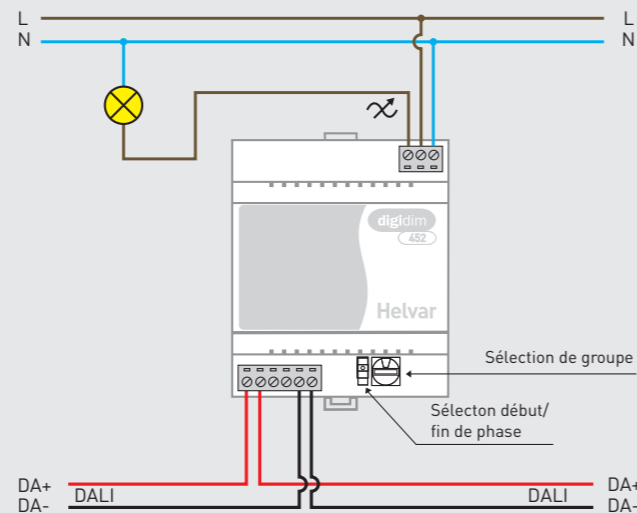 L
L
N
N
digidim
452
Helvar
Sélection de groupe
Sélecton début/
fin de phase
DA+
DALI
DALI
DA+
DA-
DA-